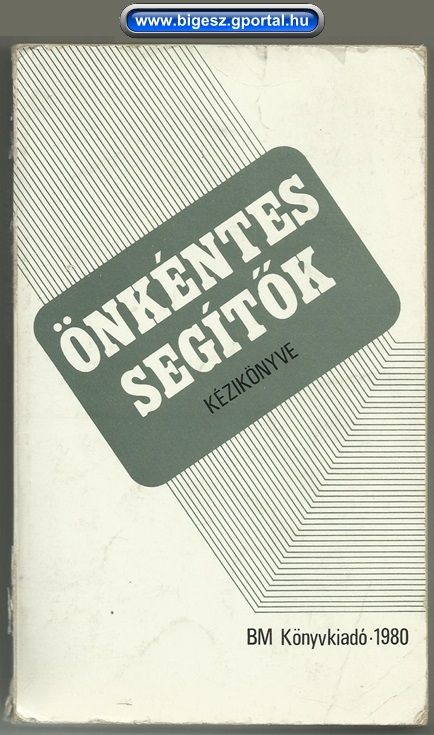 www.bigesz.gportal.hu
ÖNKÉNTES
SEGÍTŐK
KÉZIKÖNYVE
BM Könyvkiadó·1980